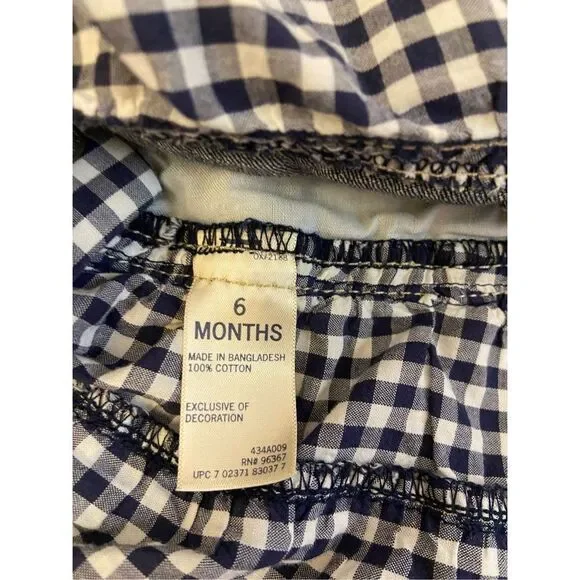 6
MONTHS
MADE IN BANGLADESH
100% COTTON
EXCLUSIVE OF
DECORATION
434A009
RN# 96367
UPC 7 02371 83037 7